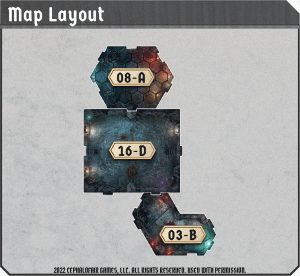 Map Layout
08-A
16-D
03-B
2022 CEPHALOFAIR GAMES, LLC. ALL RIGHTS RESERVED. USED WITH PERMISSION.